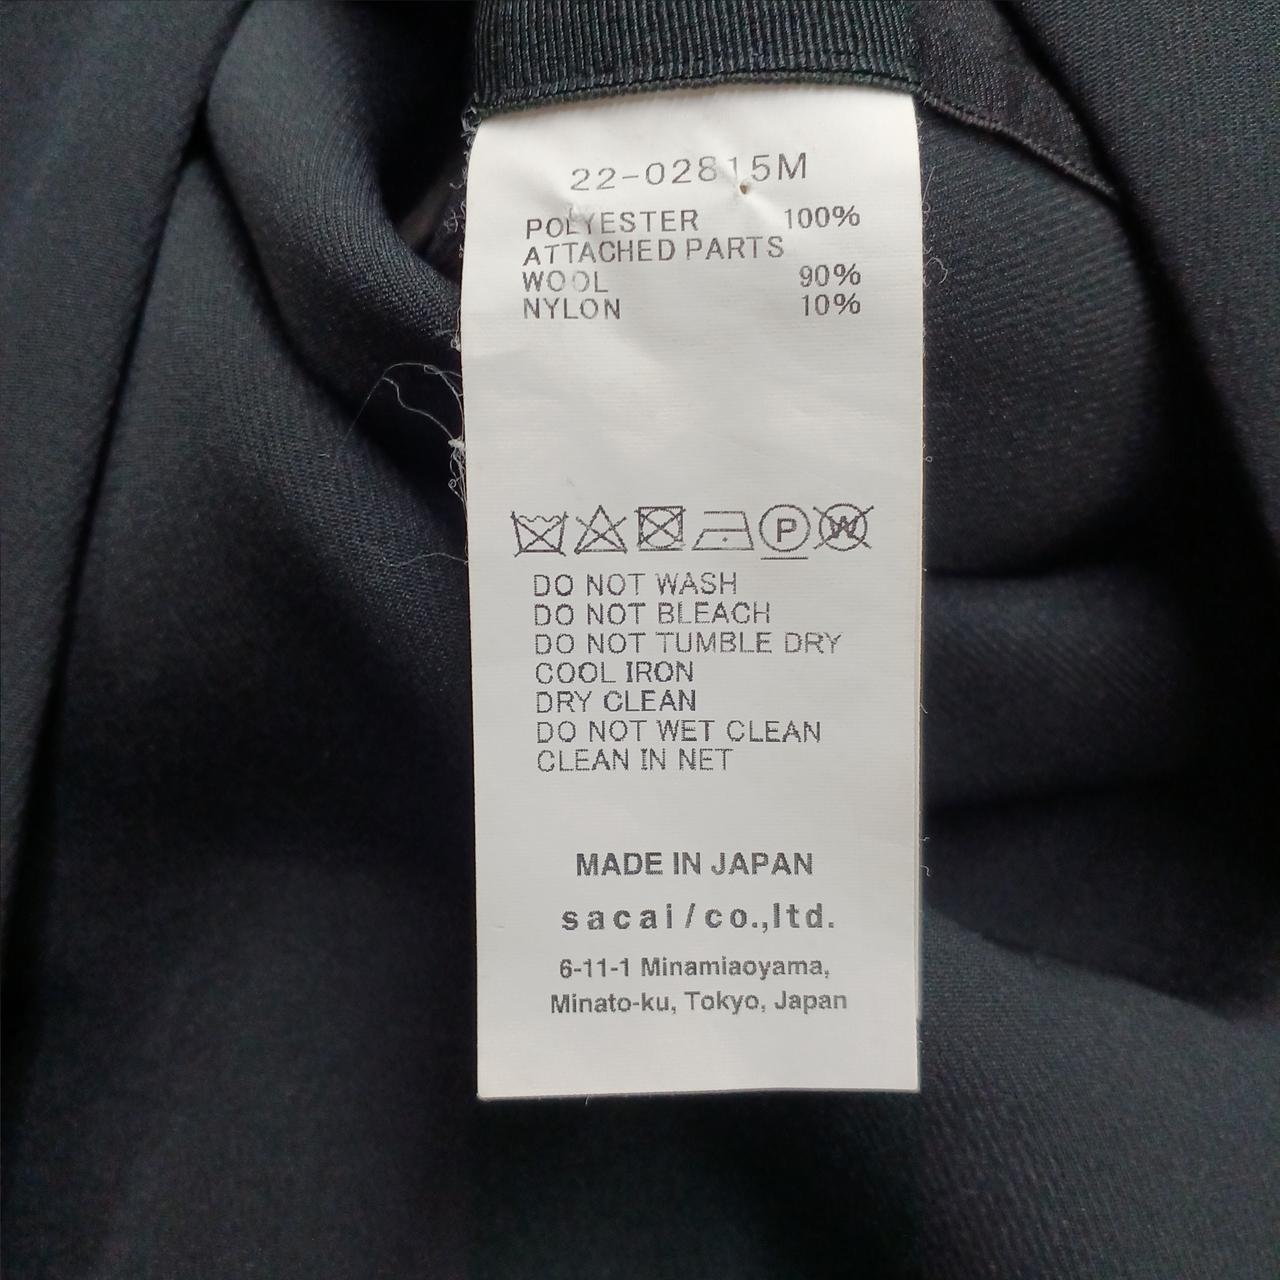 22-02815M
POLYESTER 100%
ATTACHED PARTS
WOOL 90%
NYLON 10%
P W
DO NOT WASH
DO NOT BLEACH
DO NOT TUMBLE DRY
COOL IRON
DRY CLEAN
DO NOT WET CLEAN
CLEAN IN NET
MADE IN JAPAN
sacai/co.,ltd.
6-11-1 Minamiaoyama,
Minato-ku, Tokyo, Japan